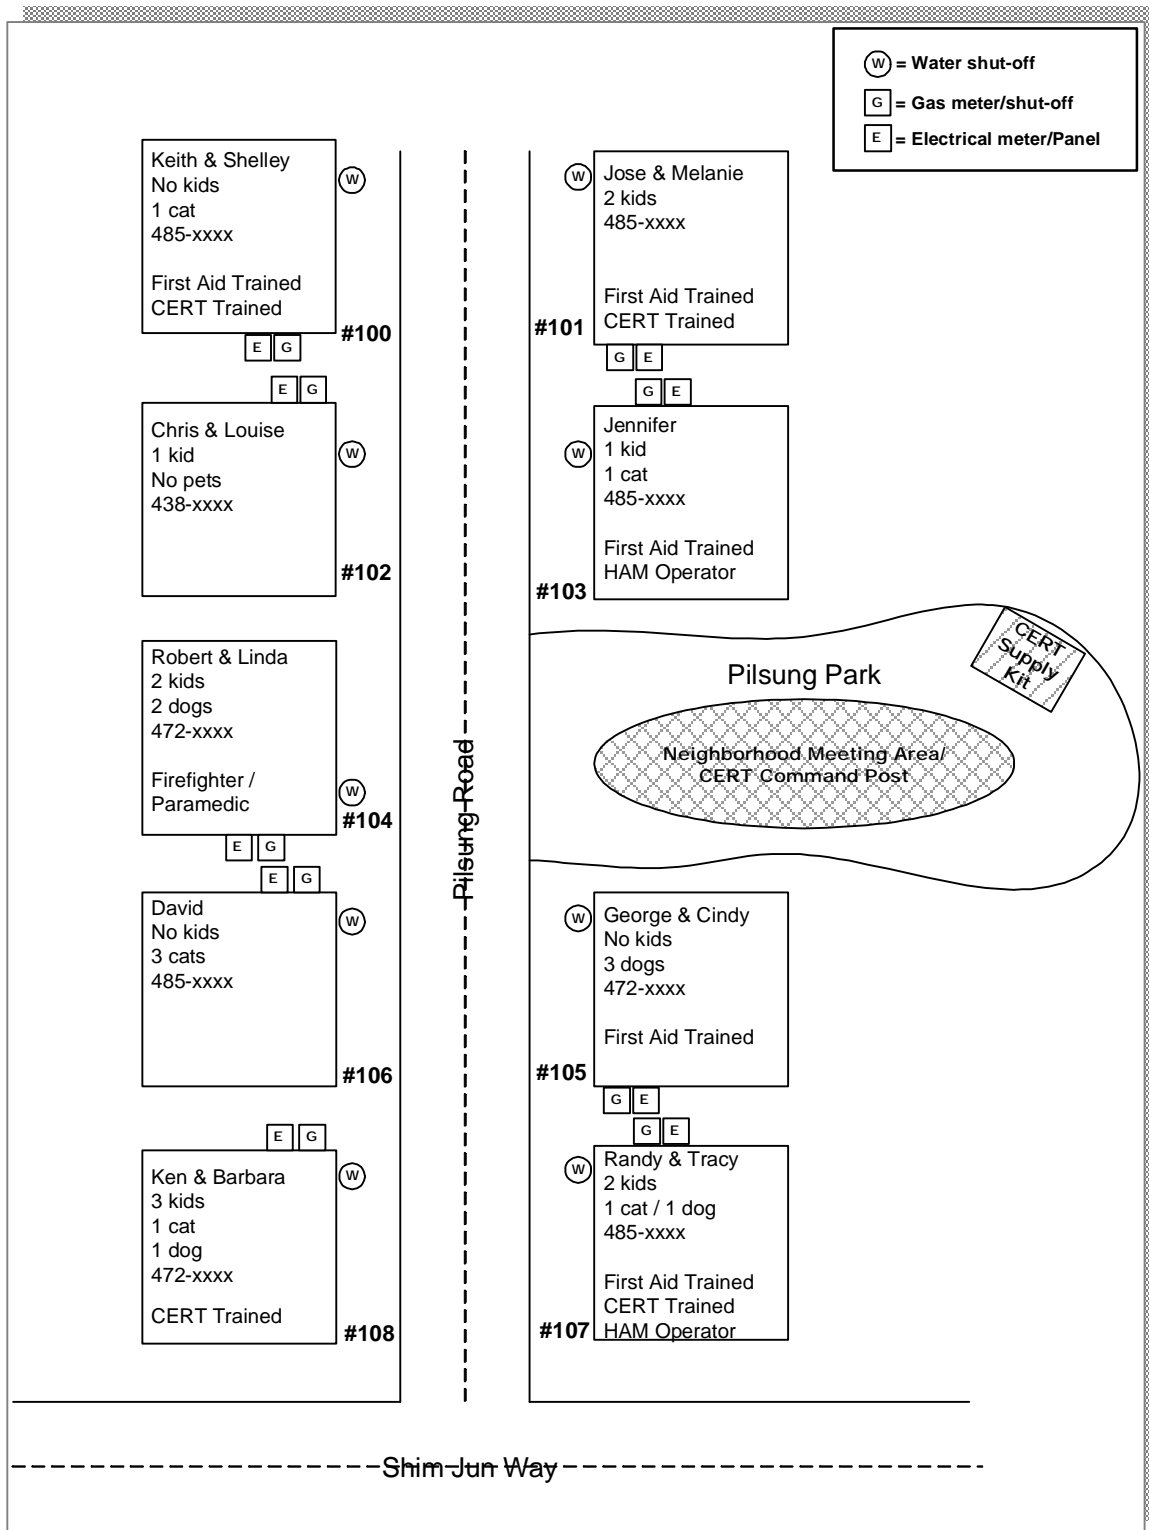 W = Water shut-off
G = Gas meter/shut-off
E = Electrical meter/Panel
Keith & Shelley
No kids
1 cat
485-xxxx
First Aid Trained
CERT Trained
W
#100
E G
Jose & Melanie
2 kids
485-xxxx
First Aid Trained
CERT Trained
W
#101
G E
E G
Chris & Louise
1 kid
No pets
438-xxxx
W
#102
G E
Jennifer
1 kid
1 cat
485-xxxx
First Aid Trained
HAM Operator
W
#103
Robert & Linda
2 kids
2 dogs
472-xxxx
Firefighter /
Paramedic
W
#104
E G
Pilsung Road
Pilsung Park
CERT
Supply
Kit
Neighborhood Meeting Area/
CERT Command Post
E G
David
No kids
3 cats
485-xxxx
W
#106
George & Cindy
No kids
3 dogs
472-xxxx
First Aid Trained
W
#105
G E
E G
Ken & Barbara
3 kids
1 cat
1 dog
472-xxxx
CERT Trained
W
#108
G E
Randy & Tracy
2 kids
1 cat / 1 dog
485-xxxx
First Aid Trained
CERT Trained
HAM Operator
W
#107
Shim Jun Way